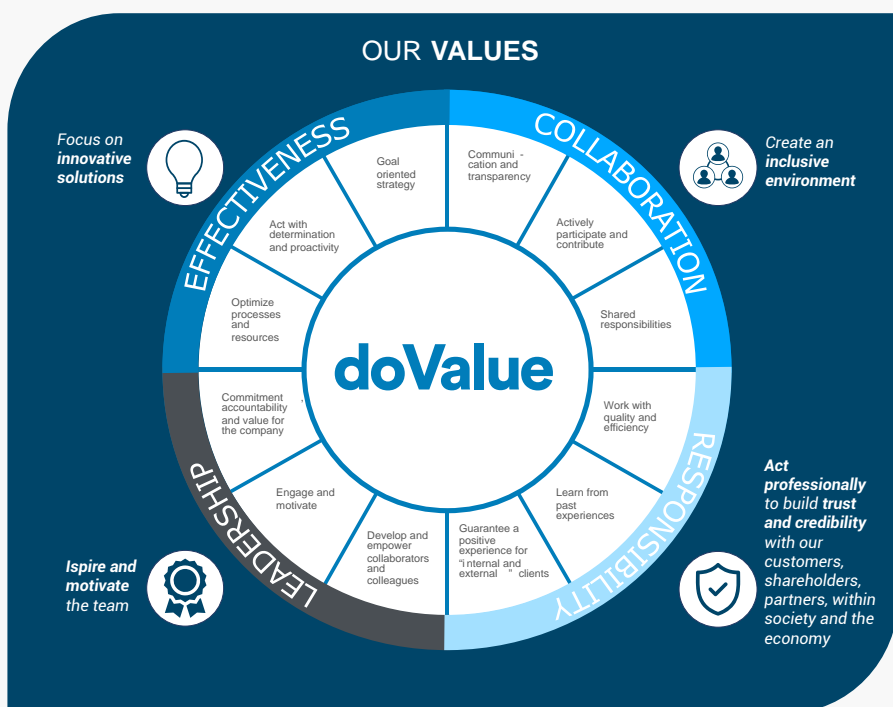 OUR VALUES
Focus on
innovative
solutions
EFFECTIVENESS
Goal
oriented
strategy
Act with
determination
and proactivity
Optimize
processes
and
resources
COLLABORATION
Communi -
cation and
transparency
Actively
participate and
contribute
Shared
responsibilities
Create an
inclusive
environment
doValue
LEADERSHIP
Commitment ,
accountability
and value for
the company
Engage and
motivate
Develop and
empower
collaborators
and
colleagues
Ispire and
motivate
the team
RESPONSIBILITY
Work with
quality and
efficiency
Learn from
past
experiences
Guarantee a
positive
experience for
“i nternal and
external ” clients
Act
professionally
to build trust
and credibility
with our
customers,
shareholders,
partners, within
society and the
economy